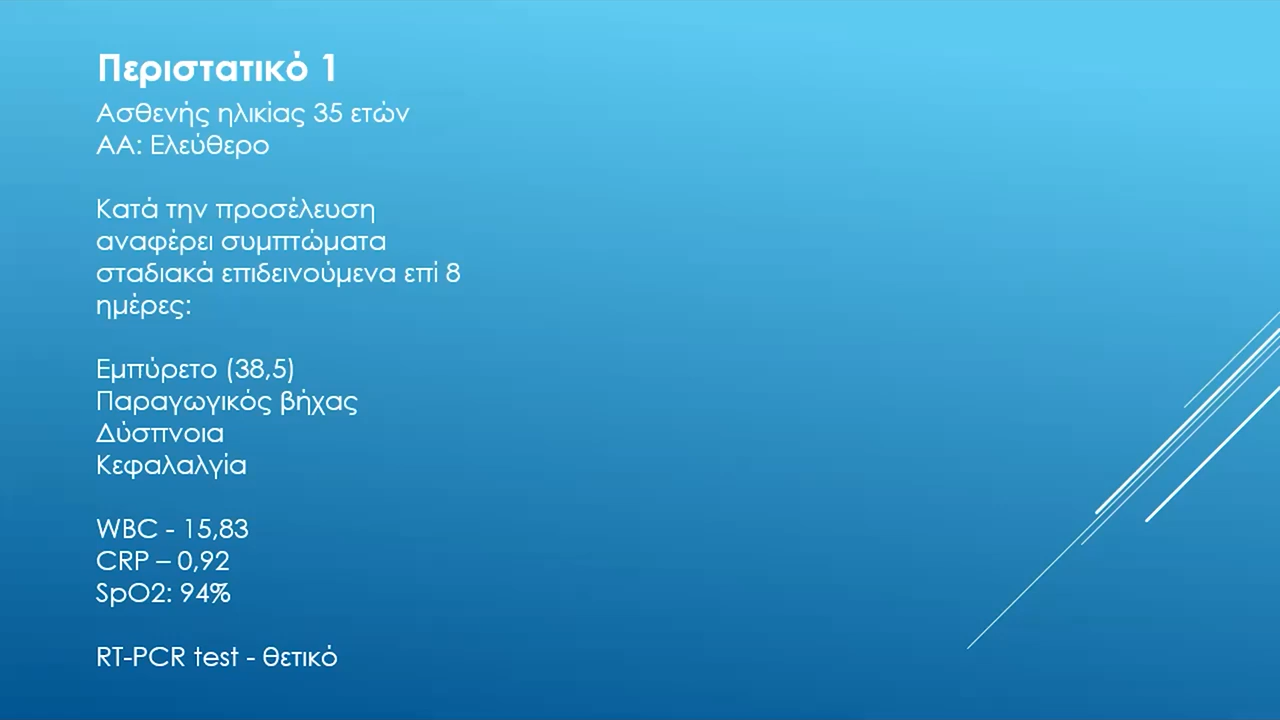 Περιστατικό 1
Ασθενής ηλικίας 35 ετών
ΑΑ: Ελεύθερο
Κατά την προσέλευση
αναφέρει συμπτώματα
σταδιακά επιδεινούμενα επί 8
ημέρες:
Εμπύρετο (38,5)
Παραγωγικός βήχας
Δύσπνοια
Κεφαλαλγία
WBC - 15,83
CRP – 0,92
SpO2: 94%
RT-PCR test - θετικό